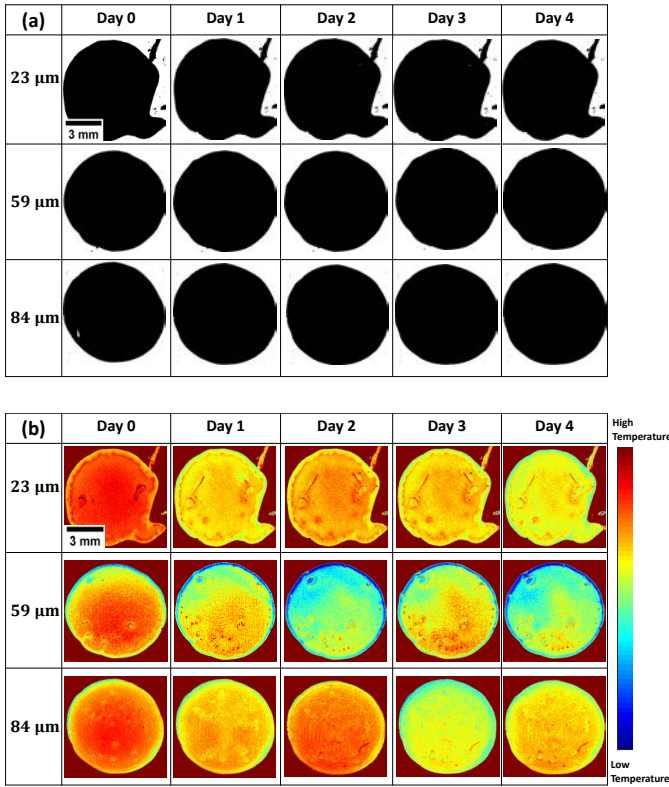 (a) Day 0 Day 1 Day 2 Day 3 Day 4
23 μm
3 mm
59 μm
84 μm
(b) Day 0 Day 1 Day 2 Day 3 Day 4
High
Temperature
23 μm
3 mm
59 μm
84 μm
Low
Temperature